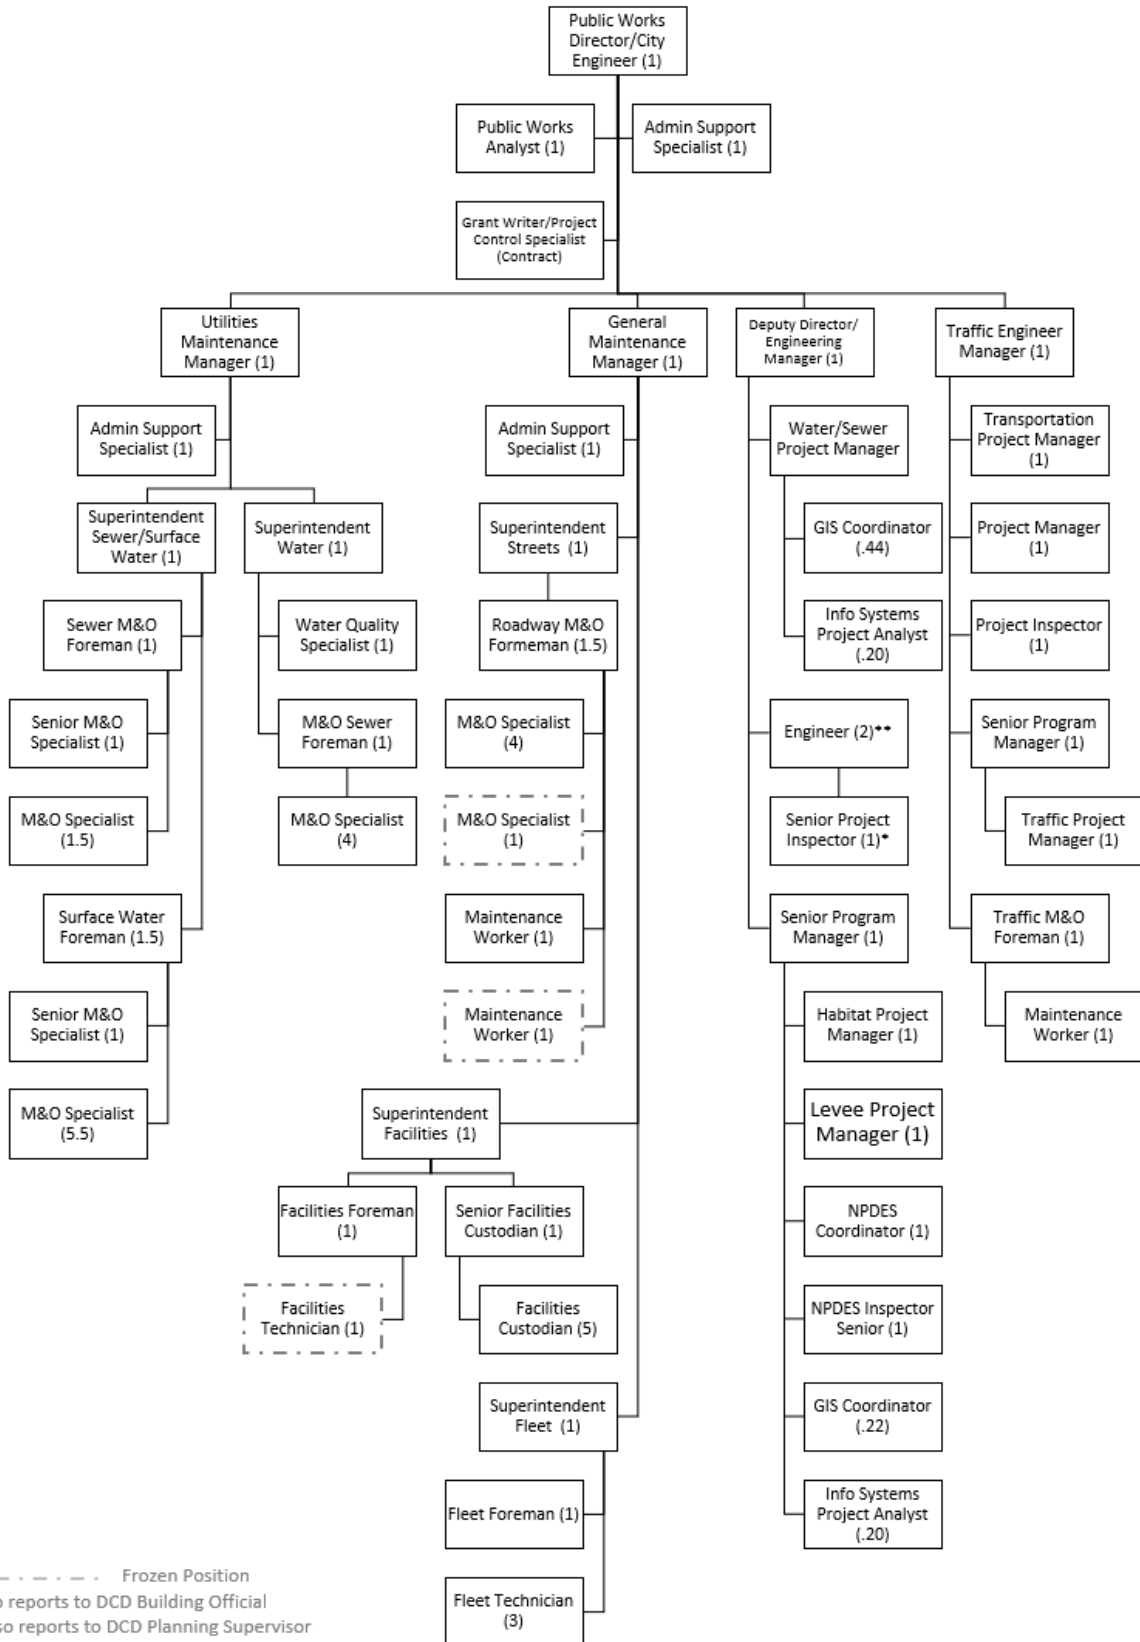 Public Works
Director/City
Engineer (1)
Public Works
Analyst (1)
Admin Support
Specialist (1)
Grant Writer/Project
Control Specialist
(Contract)
Utilities
Maintenance
Manager (1)
General
Maintenance
Manager (1)
Deputy Director/
Engineering
Manager (1)
Traffic Engineer
Manager (1)
Admin Support
Specialist (1)
Admin Support
Specialist (1)
Water/Sewer
Project Manager
Transportation
Project Manager
(1)
Superintendent
Sewer/Surface
Water (1)
Superintendent
Water (1)
Superintendent
Streets (1)
GIS Coordinator
(.44)
Project Manager
(1)
Sewer M&O
Foreman (1)
Water Quality
Specialist (1)
Roadway M&O
Formeman (1.5)
Info Systems
Project Analyst
(.20)
Project Inspector
(1)
Senior M&O
Specialist (1)
M&O Sewer
Foreman (1)
M&O Specialist
(4)
Engineer (2)**
Senior Program
Manager (1)
M&O Specialist
(1.5)
M&O Specialist
(4)
M&O Specialist
(1)
Senior Project
Inspector (1)*
Traffic Project
Manager (1)
Surface Water
Foreman (1.5)
Maintenance
Worker (1)
Senior Program
Manager (1)
Traffic M&O
Foreman (1)
Senior M&O
Specialist (1)
Maintenance
Worker (1)
Habitat Project
Manager (1)
Maintenance
Worker (1)
M&O Specialist
(5.5)
Superintendent
Facilities (1)
Levee Project
Manager (1)
Facilities Foreman
(1)
Senior Facilities
Custodian (1)
NPDES
Coordinator (1)
Facilities
Technician (1)
Facilities
Custodian (5)
NPDES Inspector
Senior (1)
Superintendent
Fleet (1)
GIS Coordinator
(.22)
Fleet Foreman (1)
Info Systems
Project Analyst
(.20)
Fleet Technician
(3)
Frozen Position
reports to DCD Building Official
reports to DCD Planning Supervisor